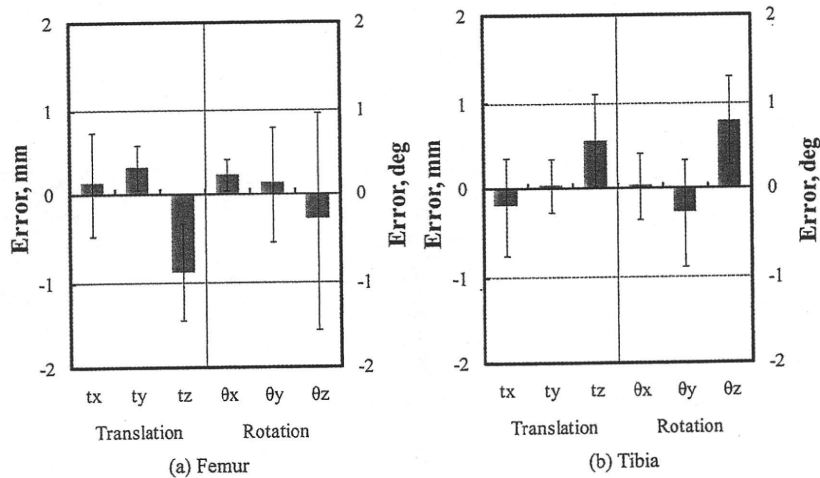 2 2
1 1
0 0
-1 -1
-2 -2
Error, mm
Error, deg
tx ty tz θx θy θz
Translation Rotation
(a) Femur
2 2
1 1
0 0
-1 -1
-2 -2
Error, mm
Error, deg
tx ty tz θx θy θz
Translation Rotation
(b) Tibia